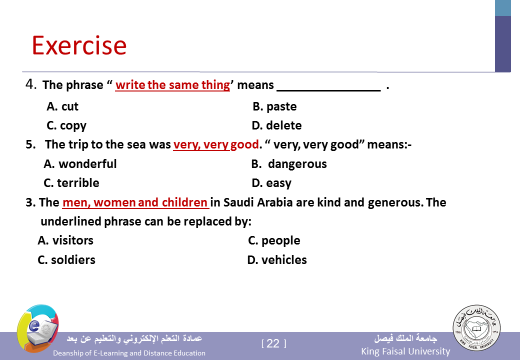 Exercise
4. The phrase “ write the same thing’ means ________________ .
A. cut B. paste
C. copy D. delete
5. The trip to the sea was very, very good. “ very, very good” means:-
A. wonderful B. dangerous
C. terrible D. easy
3. The men, women and children in Saudi Arabia are kind and generous. The
underlined phrase can be replaced by:
A. visitors C. people
C. soldiers D. vehicles
عمادة التعلم الإلكتروني والتعليم عن بعد
Deanship of E-Learning and Distance Education
[ 22 ]
جامعة الملك فيصل
King Faisal University